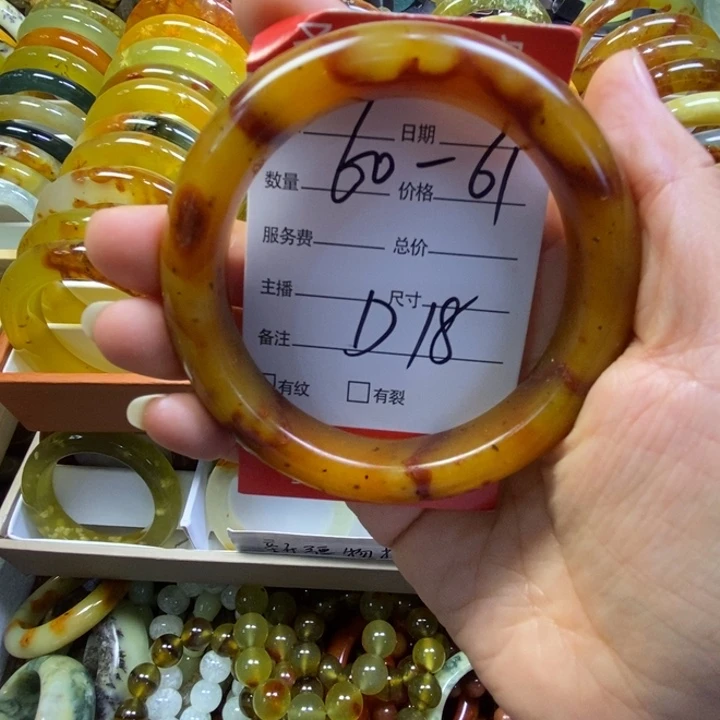 日期
60-61
数量 价格
服务费 总价
主播 尺寸
D 18
备注
有纹 有裂